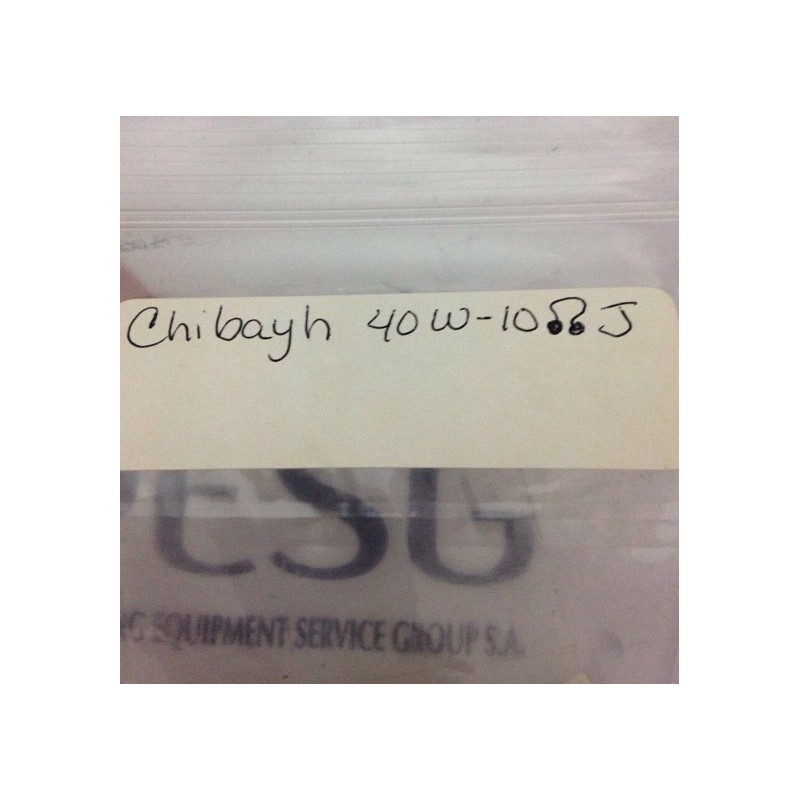 Chibayh 40W-10ΩJ
ESG
EQUIPMENT SERVICE GROUP S.A.